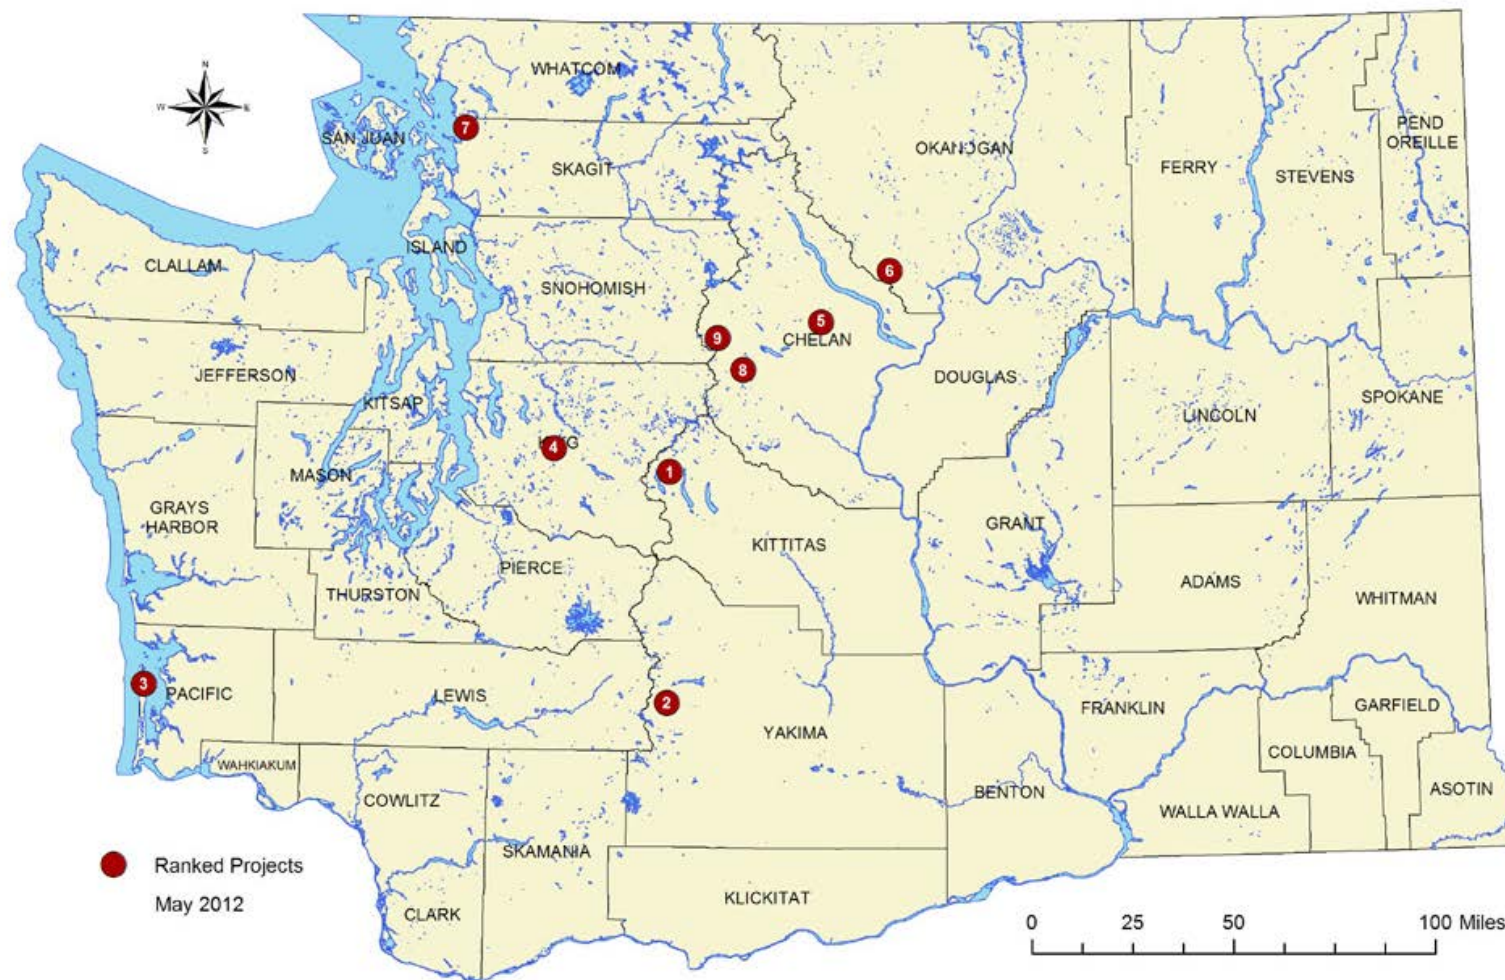 N
W
E
S
WHATCOM
SAN JUAN
7
SKAGIT
OKANOGAN
FERRY
STEVENS
PEND
OREILLE
ISLAND
CLALLAM
SNOHOMISH
6
5
CHELAN
9
8
DOUGLAS
JEFFERSON
KITSAP
LINCOLN
SPOKANE
4
MASON
1
GRAYS
HARBOR
GRANT
KITTITAS
PIERCE
THURSTON
ADAMS
WHITMAN
3
PACIFIC
LEWIS
2
YAKIMA
FRANKLIN
GARFIELD
COLUMBIA
WAHKIAKUM
COWLITZ
BENTON
WALLA WALLA
ASOTIN
SKAMANIA
KLICKITAT
CLARK
Ranked Projects
May 2012
0 25 50 100 Miles